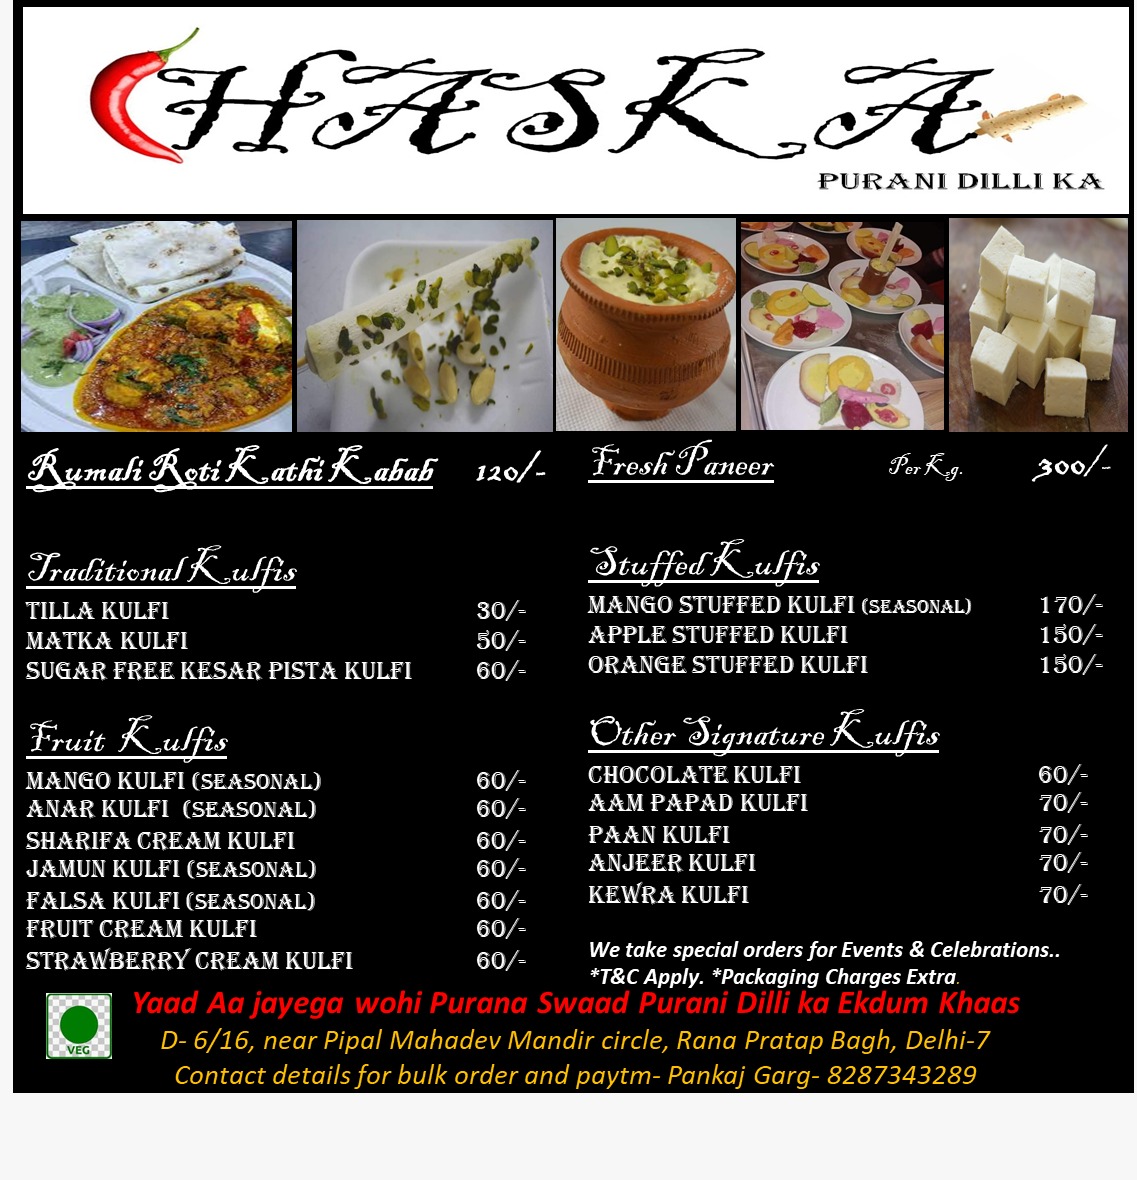 CHASKA
PURANI DILLI KA
Rumali Roti Kathi Kabab 120/-
Traditional Kulfis
TILLA KULFI 30/-
MATKA KULFI 50/-
SUGAR FREE KESAR PISTA KULFI 60/-
Fruit Kulfis
MANGO KULFI (SEASONAL) 60/-
ANAR KULFI (SEASONAL) 60/-
SHARIFA CREAM KULFI 60/-
JAMUN KULFI (SEASONAL) 60/-
FALSA KULFI (SEASONAL) 60/-
FRUIT CREAM KULFI 60/-
STRAWBERRY CREAM KULFI 60/-
Fresh Paneer Per Kg. 300/-
Stuffed Kulfis
MANGO STUFFED KULFI (SEASONAL) 170/-
APPLE STUFFED KULFI 150/-
ORANGE STUFFED KULFI 150/-
Other Signature Kulfis
CHOCOLATE KULFI 60/-
AAM PAPAD KULFI 70/-
PAAN KULFI 70/-
ANJEER KULFI 70/-
KEWRA KULFI 70/-
We take special orders for Events & Celebrations..
*T&C Apply. *Packaging Charges Extra.
Yaad Aa jayega wohi Purana Swaad Purani Dilli ka Ekdum Khaas
VEG
D- 6/16, near Pipal Mahadev Mandir circle, Rana Pratap Bagh, Delhi-7
Contact details for bulk order and paytm- Pankaj Garg- 8287343289